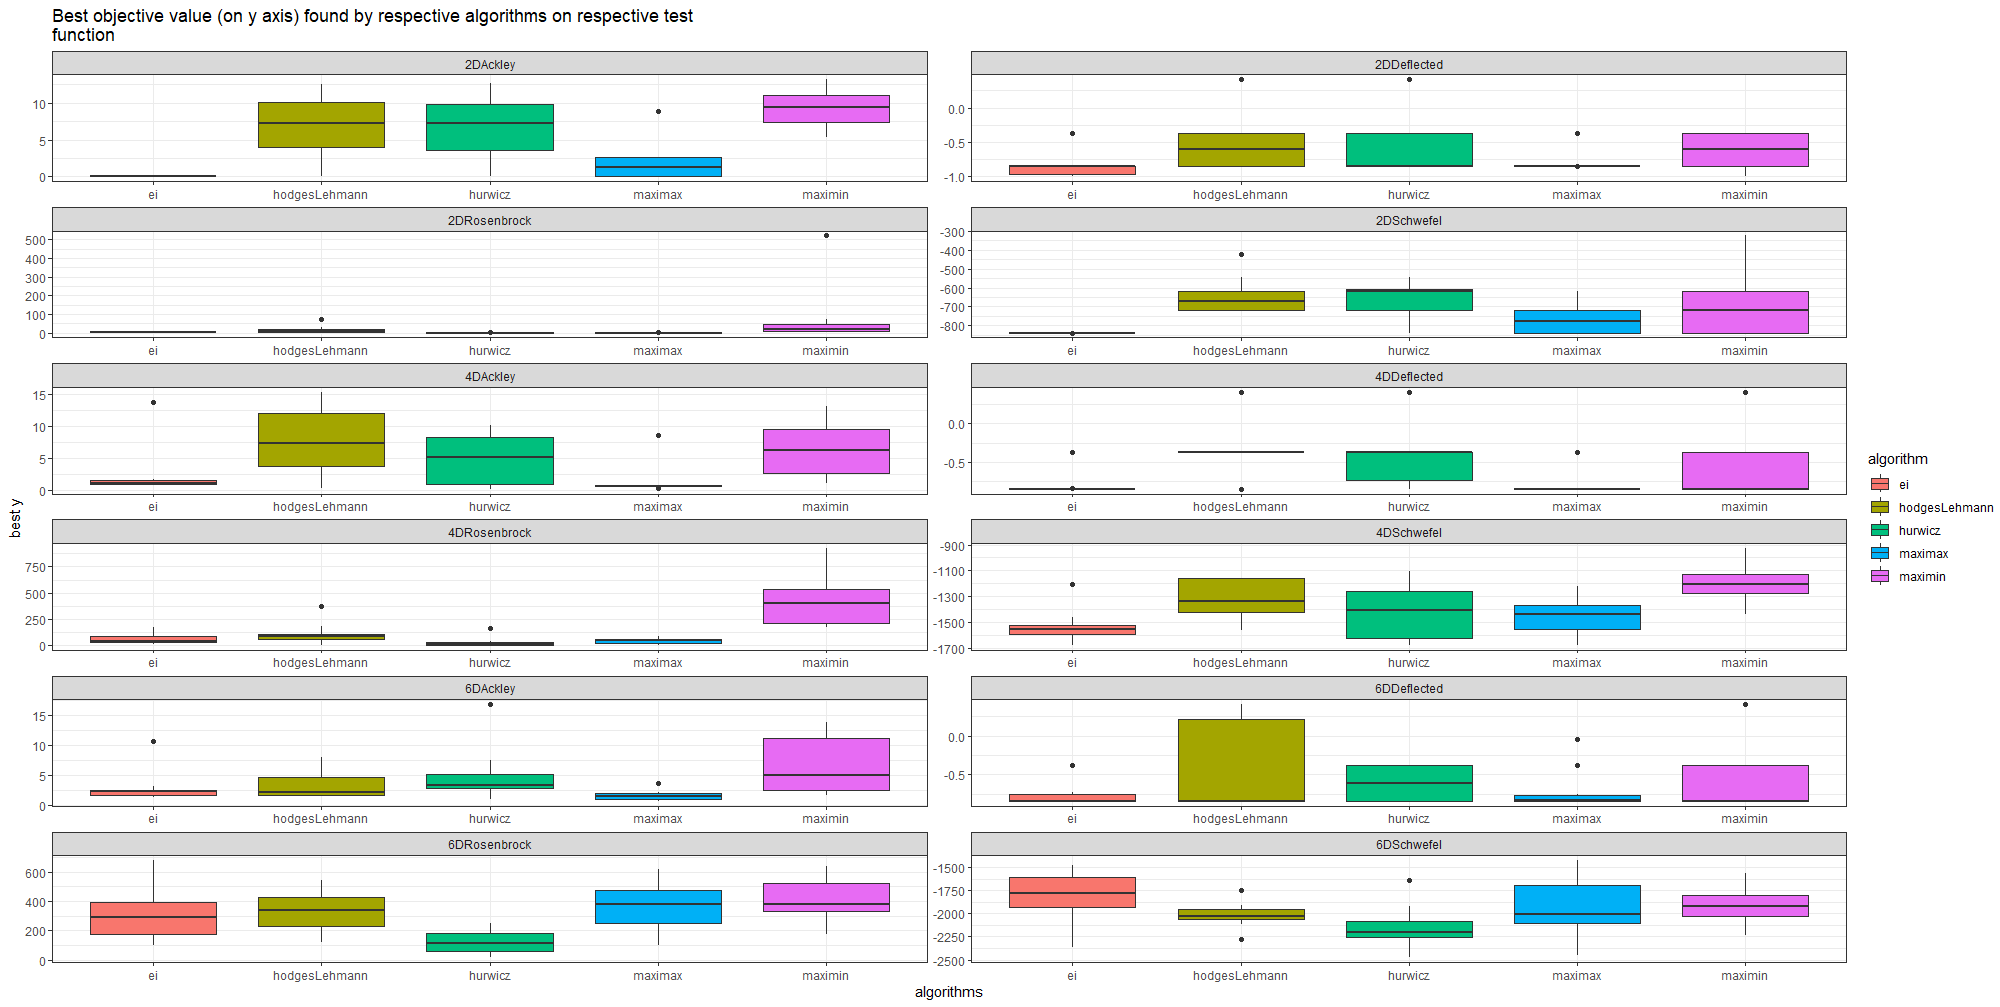 Best objective value (on y axis) found by respective algorithms on respective test
function
2DAckley
10
5
0
ei hodgesLehmann hurwicz maximax maximin
2DDeflected
0.0
-0.5
-1.0
ei hodgesLehmann hurwicz maximax maximin
2DRosenbrock
500
400
300
200
100
0
ei hodgesLehmann hurwicz maximax maximin
2DSchwefel
-300
-400
-500
-600
-700
-800
ei hodgesLehmann hurwicz maximax maximin
4DAckley
15
10
5
0
ei hodgesLehmann hurwicz maximax maximin
4DDeflected
0.0
-0.5
ei hodgesLehmann hurwicz maximax maximin
4DRosenbrock
750
500
250
0
ei hodgesLehmann hurwicz maximax maximin
4DSchwefel
-900
-1100
-1300
-1500
-1700
ei hodgesLehmann hurwicz maximax maximin
6DAckley
15
10
5
0
ei hodgesLehmann hurwicz maximax maximin
6DDeflected
0.0
-0.5
ei hodgesLehmann hurwicz maximax maximin
6DRosenbrock
600
400
200
0
ei hodgesLehmann hurwicz maximax maximin
6DSchwefel
-1500
-1750
-2000
-2250
-2500
ei hodgesLehmann hurwicz maximax maximin
best y
algorithms
algorithm
ei
hodgesLehmann
hurwicz
maximax
maximin